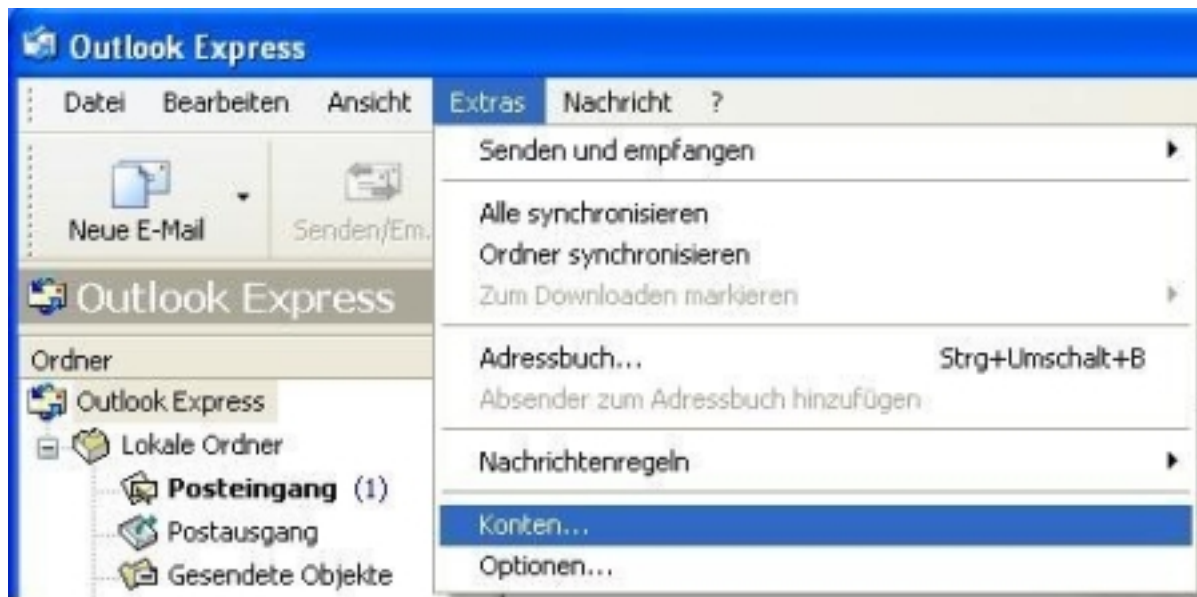 Outlook Express
Datei Bearbeiten Ansicht Extras Nachricht ?
Neue E-Mail
Senden/Em.
Outlook Express
Ordner
Outlook Express
Lokale Ordner
Posteingang (1)
Postausgang
Gesendete Objekte
Senden und empfangen
Alle synchronisieren
Ordner synchronisieren
Zum Downloaden markieren
Adressbuch... Strg+Umschalt+B
Absender zum Adressbuch hinzufügen
Nachrichtenregeln
Konten...
Optionen...